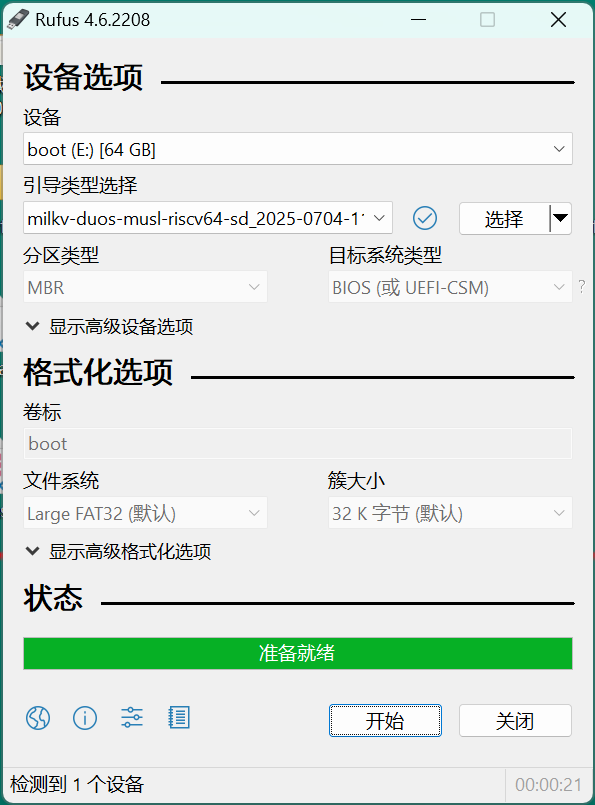 Rufus 4.6.2208
设备选项
设备
boot (E:) [64 GB]
引导类型选择
milkv-duos-musl-riscv64-sd_2025-0704-1
选择
分区类型
目标系统类型
MBR
BIOS (或 UEFI-CSM)
?
显示高级设备选项
格式化选项
卷标
boot
文件系统
簇大小
Large FAT32 (默认)
32 K 字节 (默认)
显示高级格式化选项
状态
准备就绪
开始
关闭
检测到 1 个设备
00:00:21